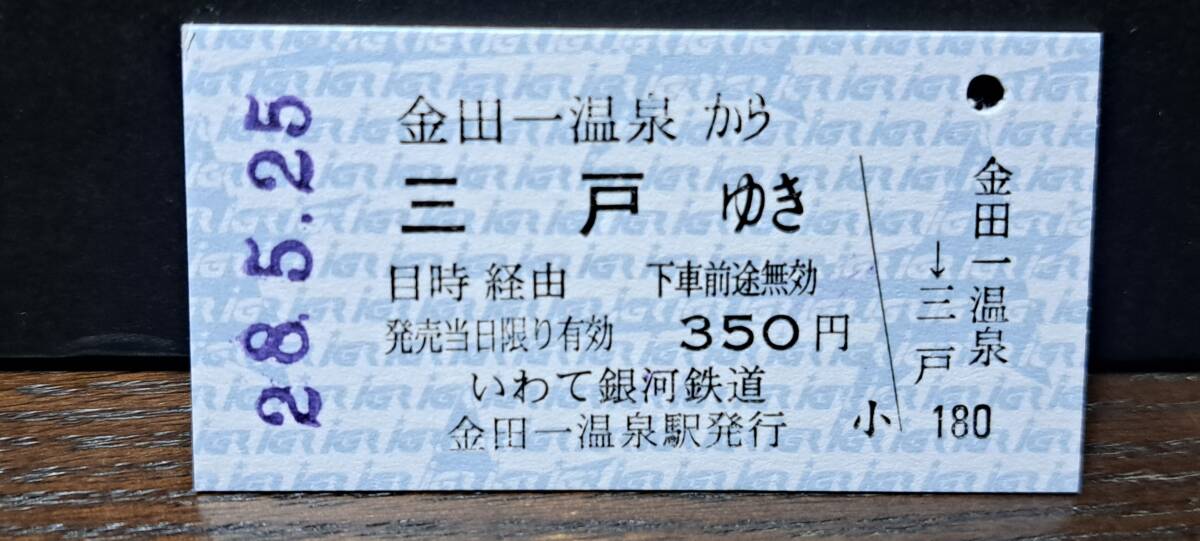 28.5.25
金田一温泉から
三戸ゆき
目時経由 下車前途無効
発売当日限り有効 350円
いわて銀河鉄道
金田一温泉駅発行
小
金田一温泉
→三戸
180